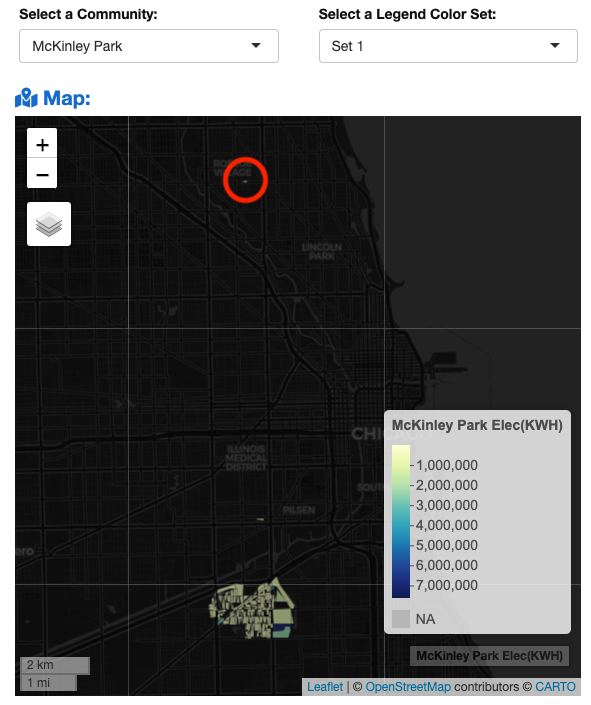 Select a Community:
Select a Legend Color Set:
McKinley Park
Set 1
Map:
+
−
ROSCOE
VILLAGE
LINCOLN
PARK
McKinley Park Elec(KWH)
1,000,000
2,000,000
3,000,000
4,000,000
5,000,000
6,000,000
7,000,000
NA
CHICAGO
ILLINOIS
MEDICAL
DISTRICT
SOUTH
PILSEN
ero
McKinley Park Elec(KWH)
2 km
1 mi
Leaflet | © OpenStreetMap contributors © CARTO